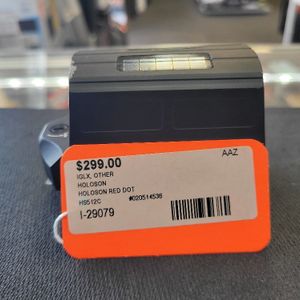 $299.00
AAZ
IGLX, OTHER
HOLOSON
HOLOSON RED DOT
HS512C #020514536
I-29079